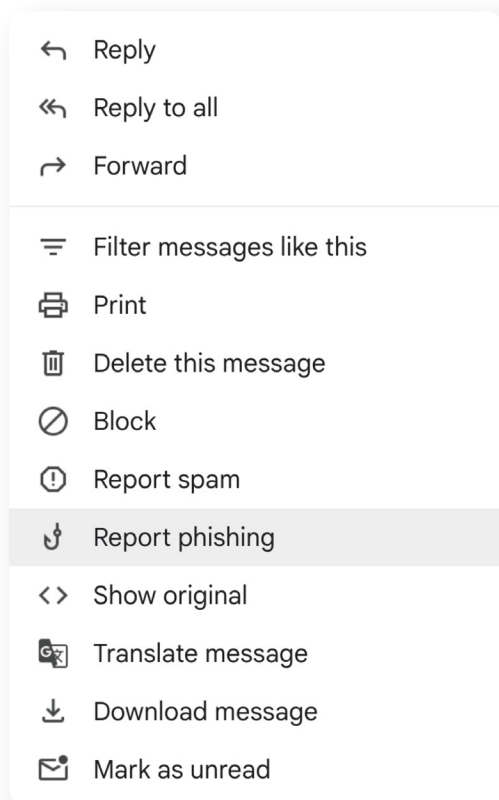 Reply
Reply to all
Forward
Filter messages like this
Print
Delete this message
Block
Report spam
Report phishing
Show original
Translate message
Download message
Mark as unread